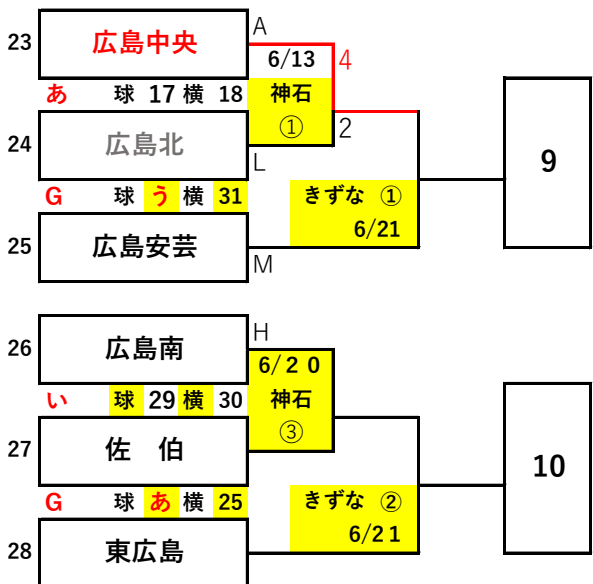 A
23 広島中央
6/13 4
あ 球 17 横 18 神石
24 広島北 ① 2
L
9
G 球 う 横 31 きずな ①
6/21
25 広島安芸
M
H
26 広島南
6/２０
い 球 29 横 30 神石
③
27 佐　伯
10
G 球 あ 横 25 きずな ②
6/21
28 東広島